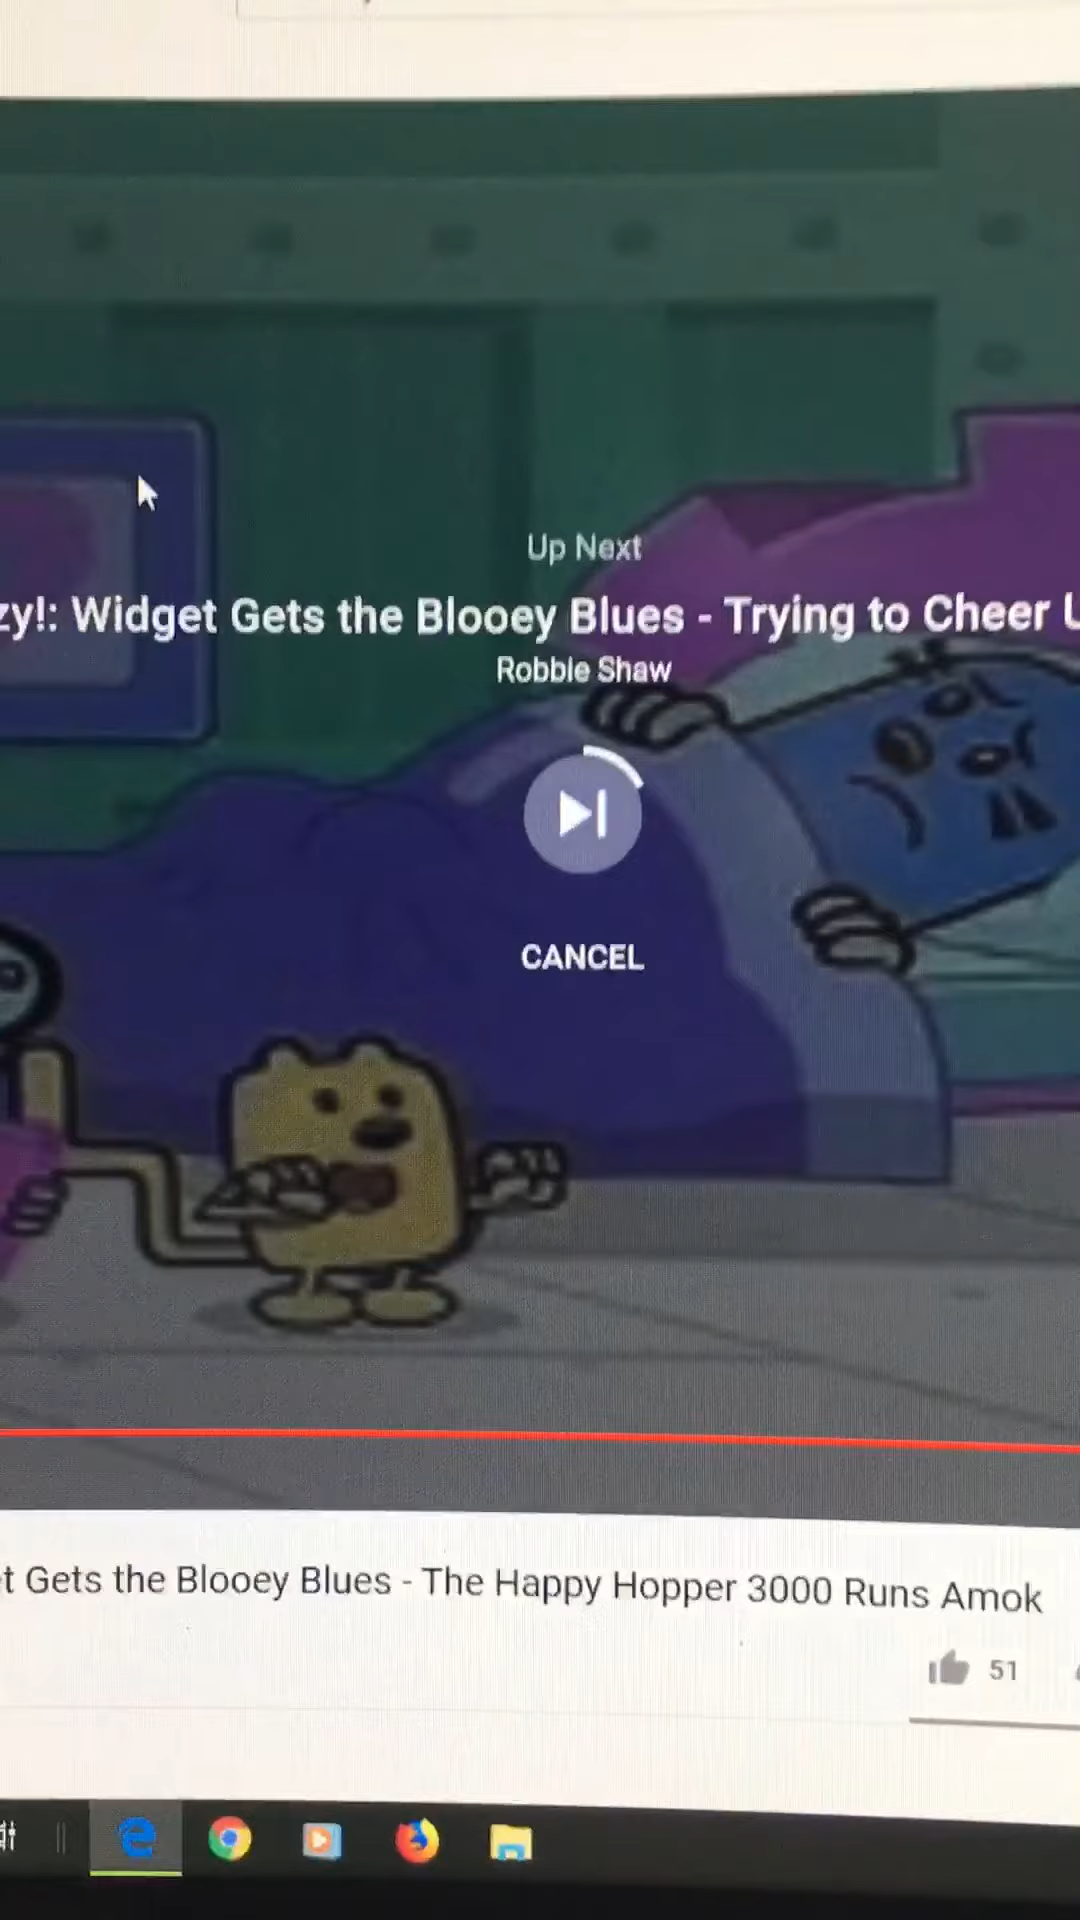 Up Next
zy!: Widget Gets the Blooey Blues - Trying to Cheer U
Robbie Shaw
CANCEL
t Gets the Blooey Blues - The Happy Hopper 3000 Runs Amok
51